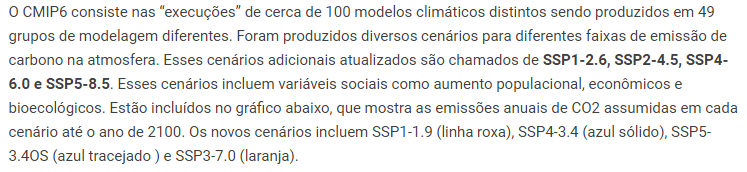 O CMIP6 consiste nas “execuções” de cerca de 100 modelos climáticos distintos sendo produzidos em 49
grupos de modelagem diferentes. Foram produzidos diversos cenários para diferentes faixas de emissão de
carbono na atmosfera. Esses cenários adicionais atualizados são chamados de SSP1-2.6, SSP2-4.5, SSP4-
6.0 e SSP5-8.5. Esses cenários incluem variáveis sociais como aumento populacional, econômicos e
bioecológicos. Estão incluídos no gráfico abaixo, que mostra as emissões anuais de CO2 assumidas em cada
cenário até o ano de 2100. Os novos cenários incluem SSP1-1.9 (linha roxa), SSP4-3.4 (azul sólido), SSP5-
3.4OS (azul tracejado ) e SSP3-7.0 (laranja).